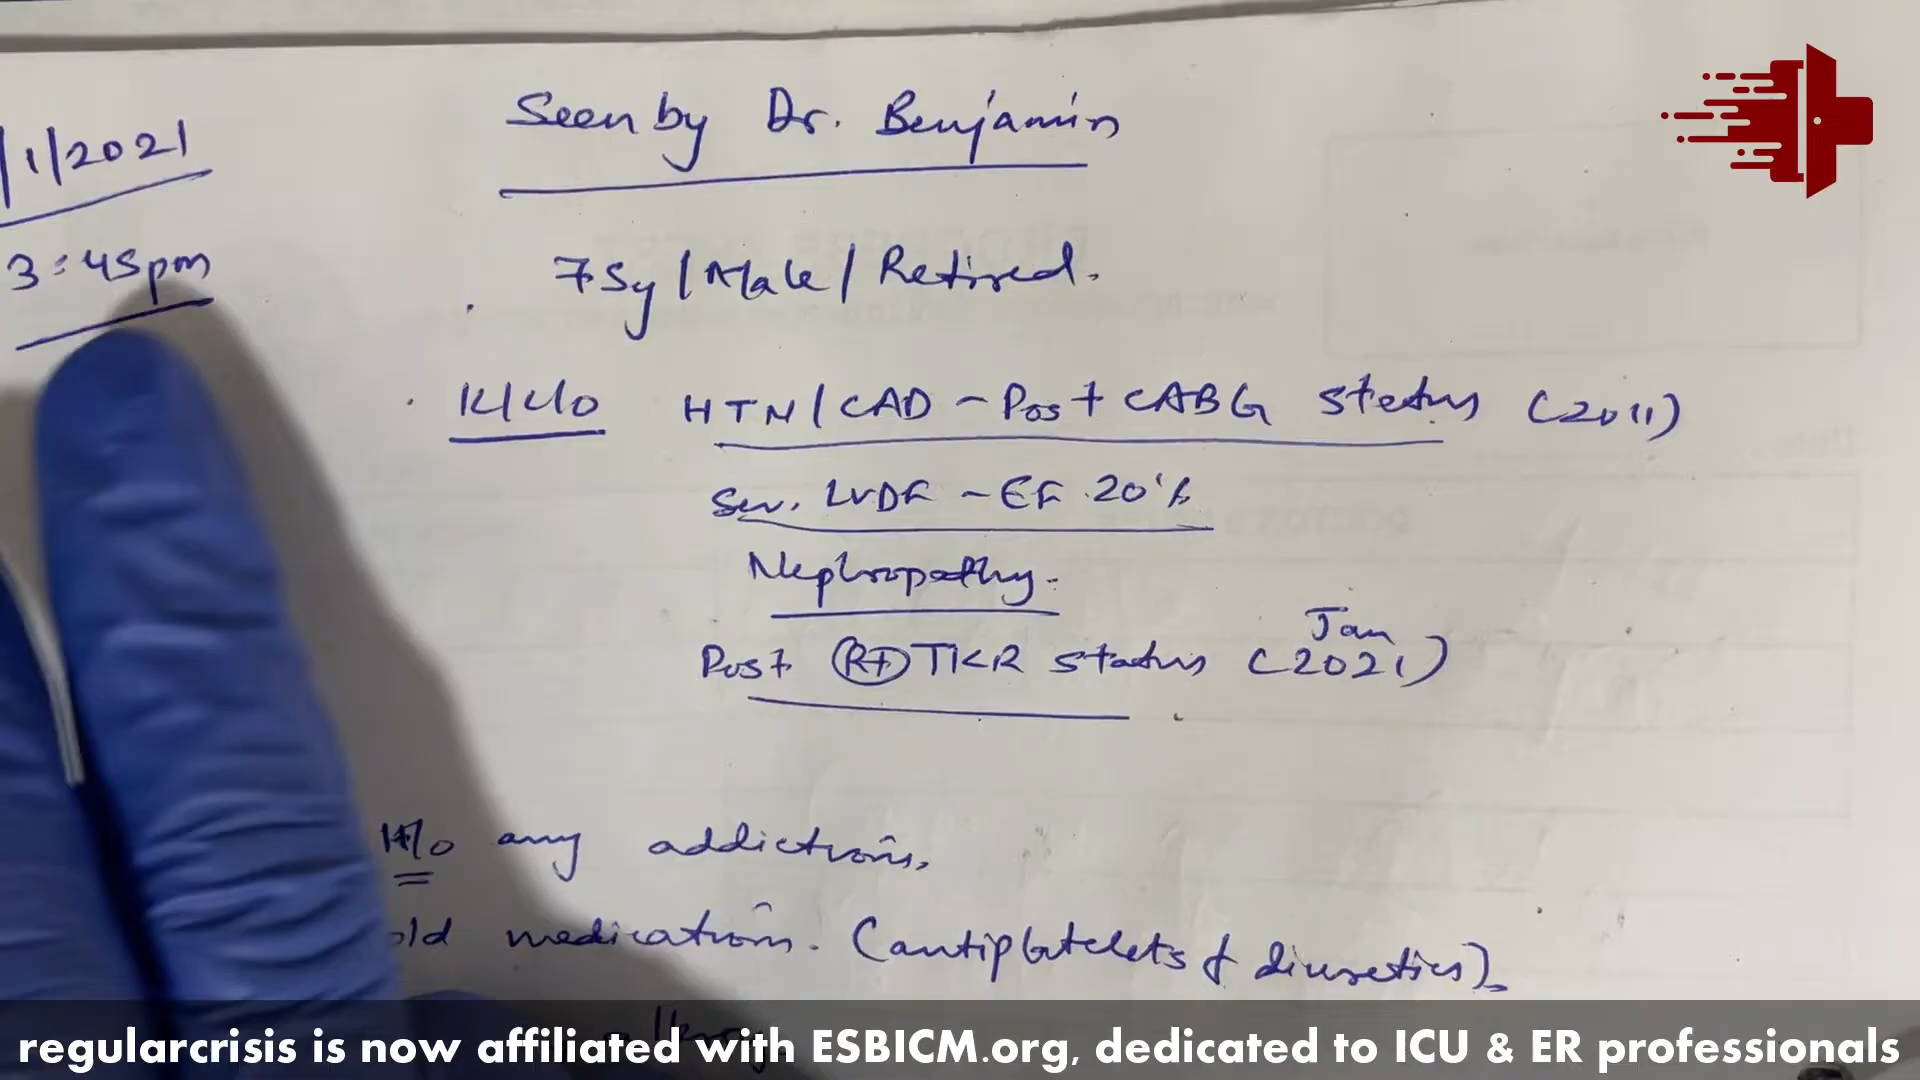 /1/2021
Seen by Dr. Benjamin
3:45pm
75y/Male/Retired.
K/C/O HTN/CAD - Post CABG status (2011)
Sev. LVDF - EF 20%
Nephropathy.
Post Rt TKR status (Jan 2021)
H/o any addictions.
old medications. (antiplatelets & diuretics).
regularcrisis is now affiliated with ESBICM.org, dedicated to ICU & ER professionals